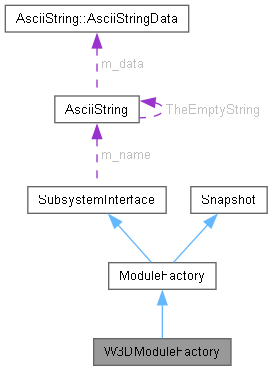 AsciiString::AsciiStringData
m_data
AsciiString
TheEmptyString
m_name
SubsystemInterface
Snapshot
ModuleFactory
W3DModuleFactory